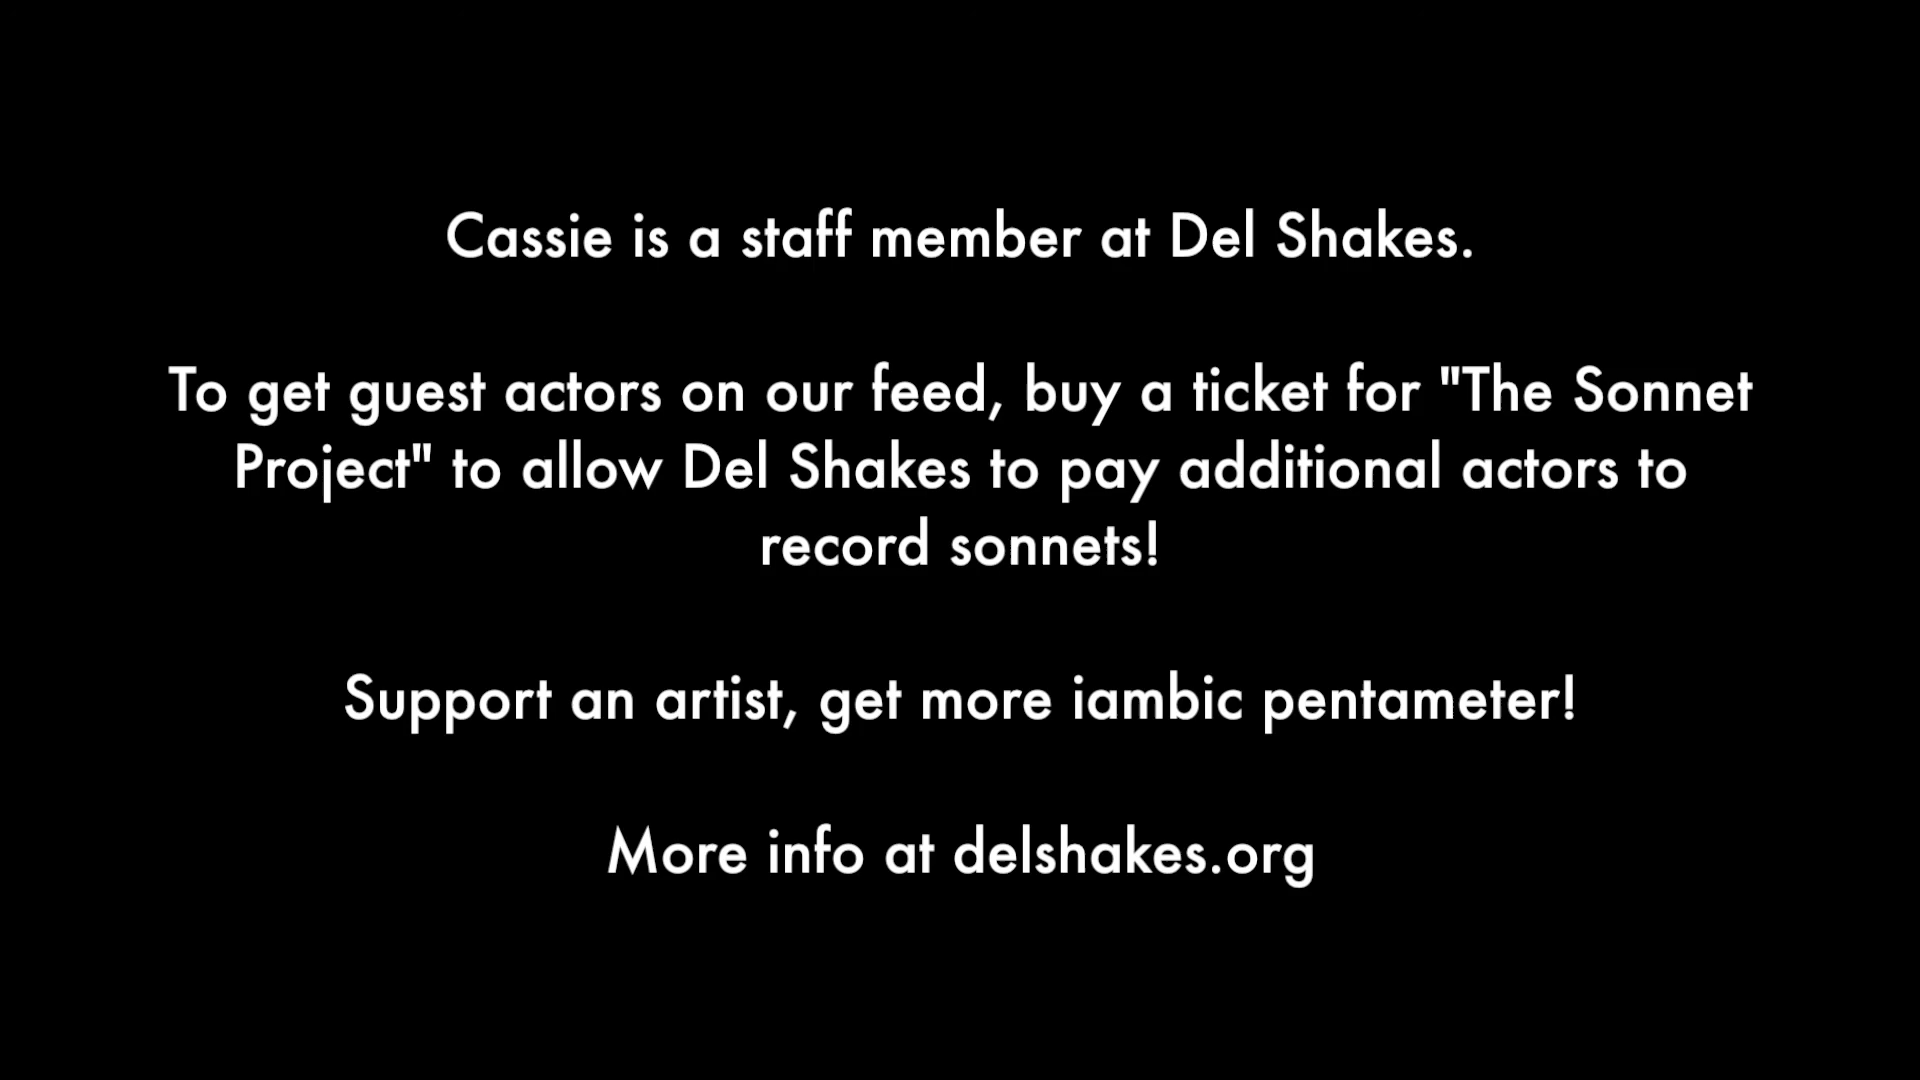 Cassie is a staff member at Del Shakes.
To get guest actors on our feed, buy a ticket for "The Sonnet
Project" to allow Del Shakes to pay additional actors to
record sonnets!
Support an artist, get more iambic pentameter!
More info at delshakes.org